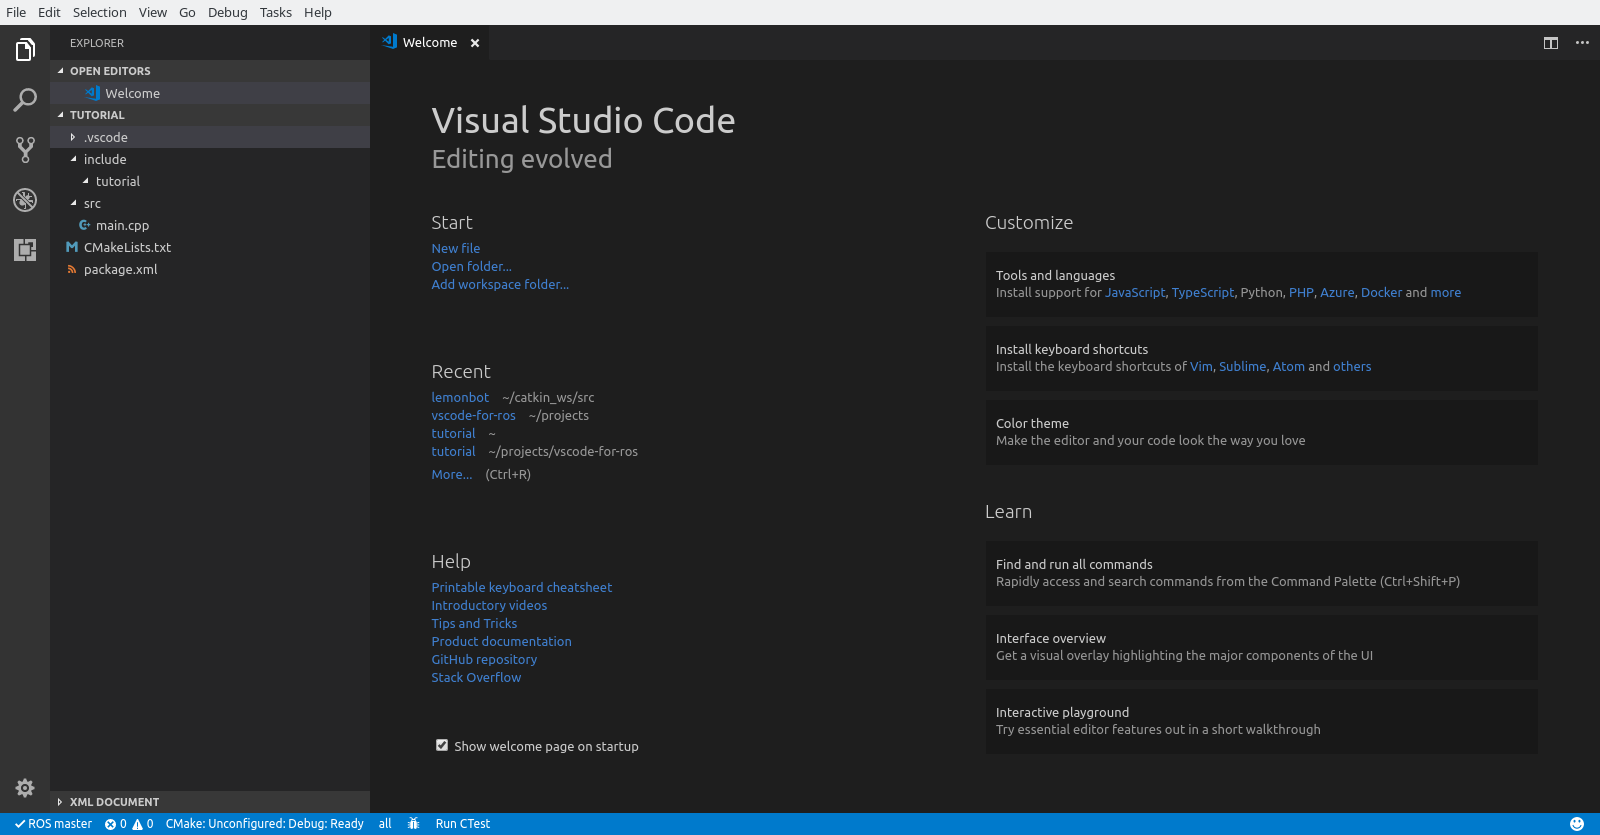 File Edit Selection View Go Debug Tasks Help
EXPLORER
OPEN EDITORS
Welcome
TUTORIAL
.vscode
include
tutorial
src
main.cpp
CMakeLists.txt
package.xml
XML DOCUMENT
Welcome
Visual Studio Code
Editing evolved
Start
New file
Open folder...
Add workspace folder...
Recent
lemonbot ~/catkin_ws/src
vscode-for-ros ~/projects
tutorial ~
tutorial ~/projects/vscode-for-ros
More... (Ctrl+R)
Help
Printable keyboard cheatsheet
Introductory videos
Tips and Tricks
Product documentation
GitHub repository
Stack Overflow
Show welcome page on startup
Customize
Tools and languages
Install support for JavaScript, TypeScript, Python, PHP, Azure, Docker and more
Install keyboard shortcuts
Install the keyboard shortcuts of Vim, Sublime, Atom and others
Color theme
Make the editor and your code look the way you love
Learn
Find and run all commands
Rapidly access and search commands from the Command Palette (Ctrl+Shift+P)
Interface overview
Get a visual overlay highlighting the major components of the UI
Interactive playground
Try essential editor features out in a short walkthrough
ROS master 0 0 CMake: Unconfigured: Debug: Ready all Run CTest